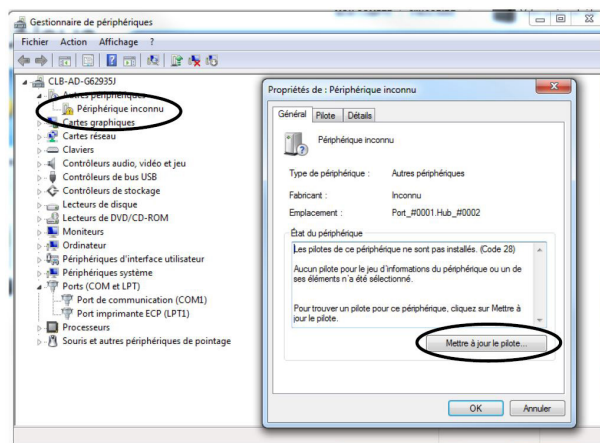 Gestionnaire de périphériques
Fichier Action Affichage ?
CLB-AD-G62935J
Autres périphériques
Périphérique inconnu
Cartes graphiques
Cartes réseau
Claviers
Contrôleurs audio, vidéo et jeu
Contrôleurs de bus USB
Contrôleurs de stockage
Lecteurs de disque
Lecteurs de DVD/CD-ROM
Moniteurs
Ordinateur
Périphériques d'interface utilisateur
Périphériques système
Ports (COM et LPT)
Port de communication (COM1)
Port imprimante ECP (LPT1)
Processeurs
Souris et autres périphériques de pointage
Propriétés de : Périphérique inconnu
Général Pilote Détails
Périphérique inconnu
Type de périphérique : Autres périphériques
Fabricant : Inconnu
Emplacement : Port_#0001.Hub_#0002
État du périphérique
Les pilotes de ce périphérique ne sont pas installés. (Code 28)
Aucun pilote pour le jeu d'informations du périphérique ou un de
ses éléments n'a été sélectionné.
Pour trouver un pilote pour ce périphérique, cliquez sur Mettre à
jour le pilote.
Mettre à jour le pilote...
OK Annuler